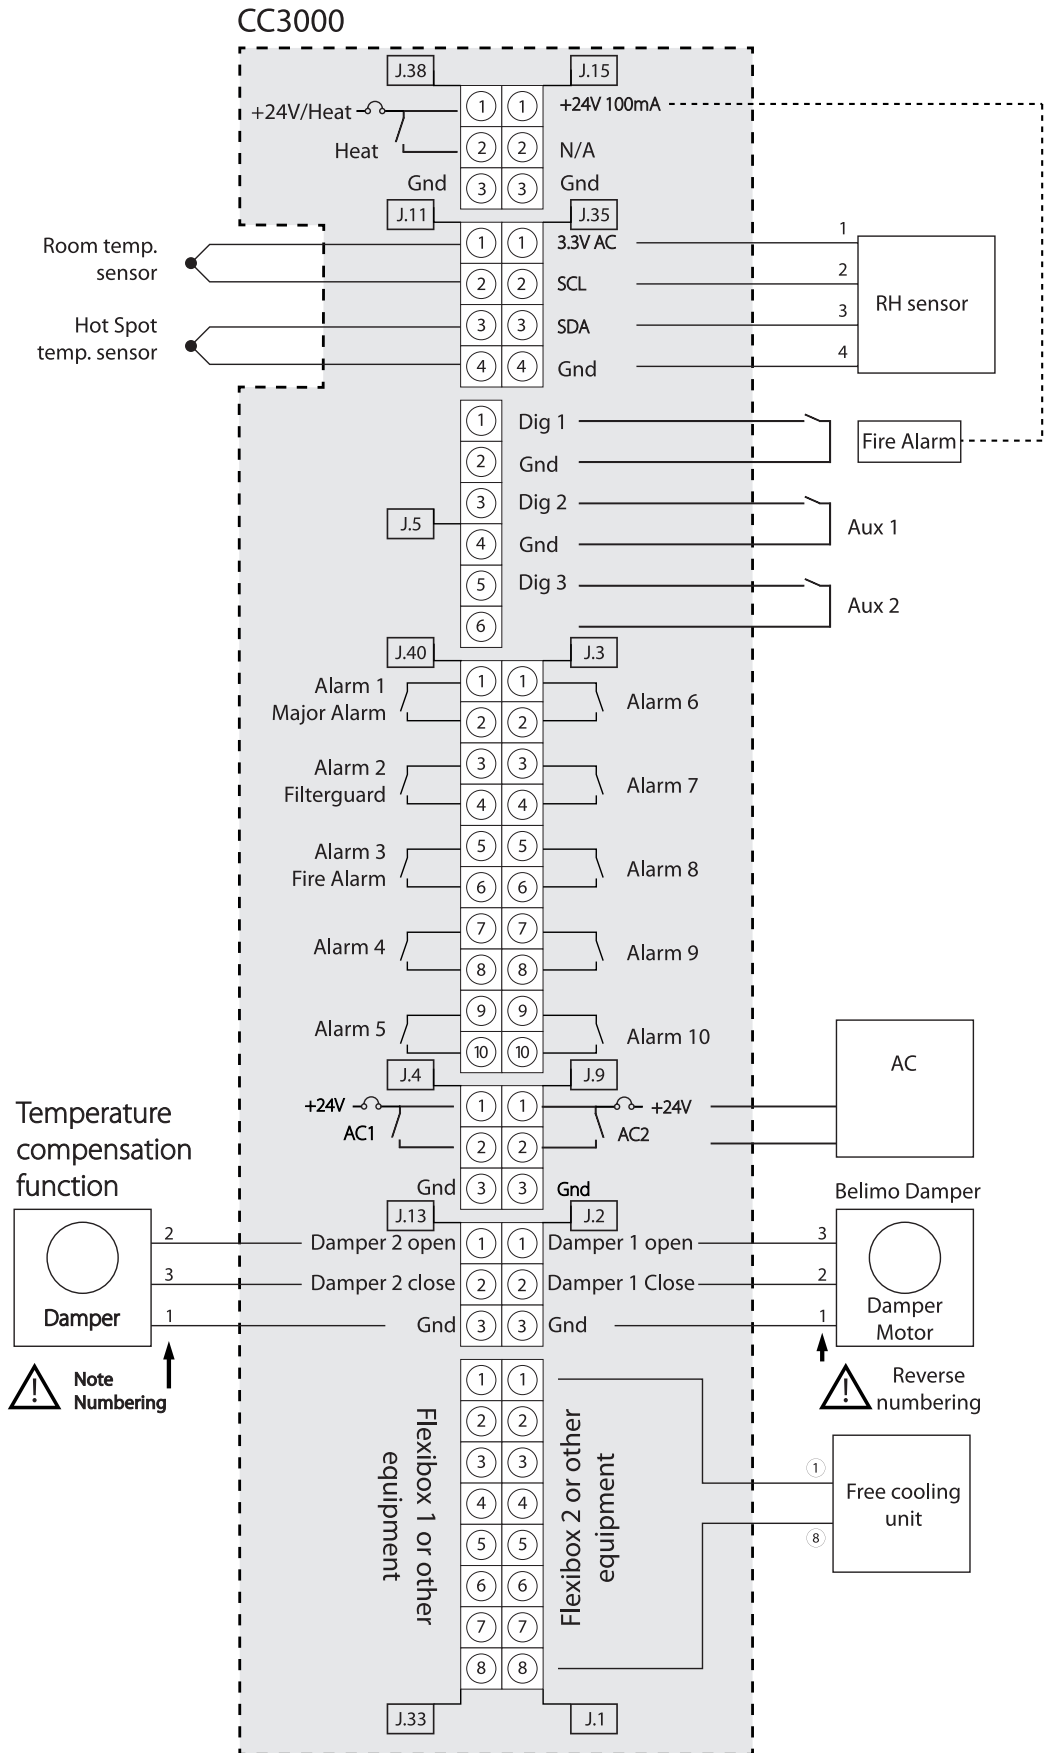 CC3000
J.38
J.15
+24V/Heat
1
1
+24V 100mA
Heat
2
2
N/A
Gnd
3
3
Gnd
J.11
J.35
Room temp.
sensor
1
1
3.3V AC
1
2
2
SCL
2
RH sensor
Hot Spot
temp. sensor
3
3
SDA
3
4
4
Gnd
4
1
Dig 1
Fire Alarm
2
Gnd
3
Dig 2
J.5
Aux 1
4
Gnd
5
Dig 3
Aux 2
6
J.40
J.3
Alarm 1
Major Alarm
1
1
Alarm 6
2
2
Alarm 2
Filterguard
3
3
Alarm 7
4
4
Alarm 3
Fire Alarm
5
5
Alarm 8
6
6
Alarm 4
7
7
Alarm 9
8
8
Alarm 5
9
9
Alarm 10
10
10
J.4
J.9
AC
+24V
1
1
+24V
AC1
2
2
AC2
Gnd
3
3
Gnd
Temperature
compensation
function
J.13
J.2
Belimo Damper
2
Damper 2 open
1
1
Damper 1 open
3
3
Damper 2 close
2
2
Damper 1 Close
2
Damper
1
Gnd
3
3
Gnd
1
Damper
Motor
Note
Numbering
Reverse
numbering
1
1
2
2
3
3
4
4
5
5
6
6
7
7
8
8
Flexibox 1 or other
equipment
Flexibox 2 or other
equipment
1
Free cooling
unit
8
J.33
J.1